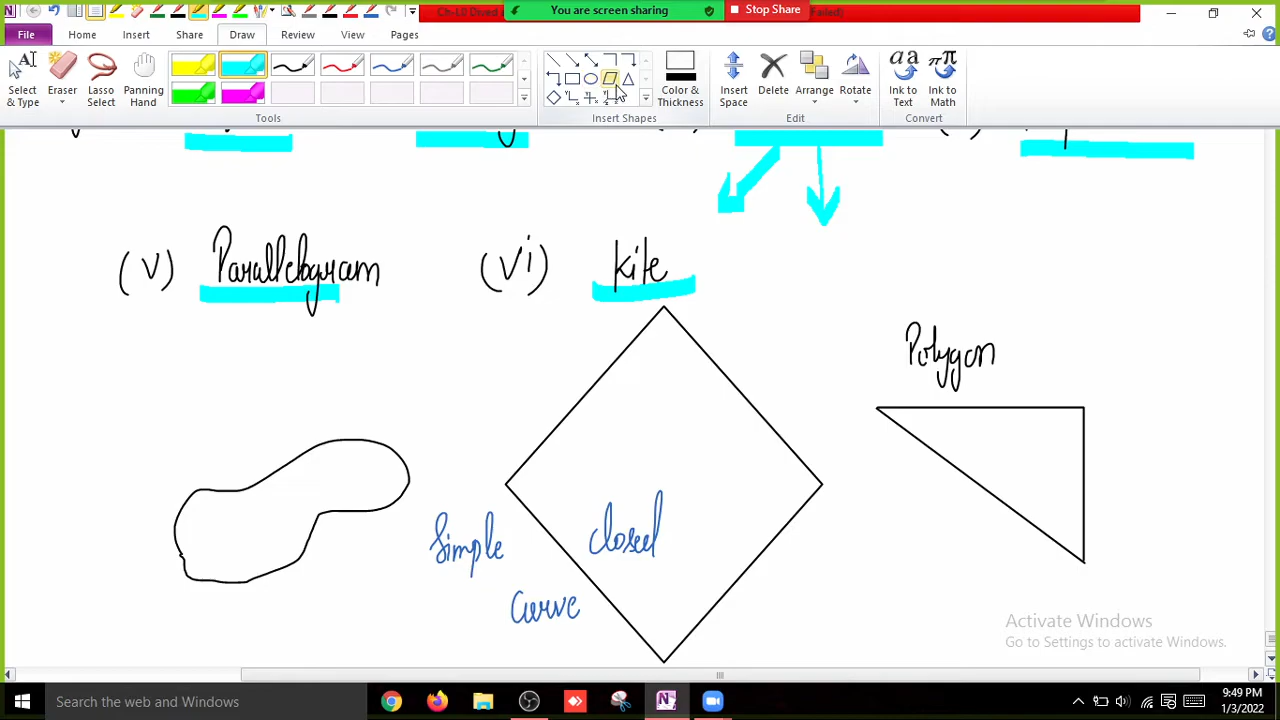 You are screen sharing
Stop Share
File Home Insert Share Draw Review View Pages
Select & Type
Eraser
Lasso Select
Panning Hand
Color & Thickness
Insert Space
Delete
Arrange
Rotate
Ink to Text
Ink to Math
Tools
Insert Shapes
Edit
Convert
(v) Parallelogram (vi) kite
Polygon
Simple closed
curve
Activate Windows
Go to Settings to activate Windows.
Search the web and Windows
9:49 PM
1/3/2022